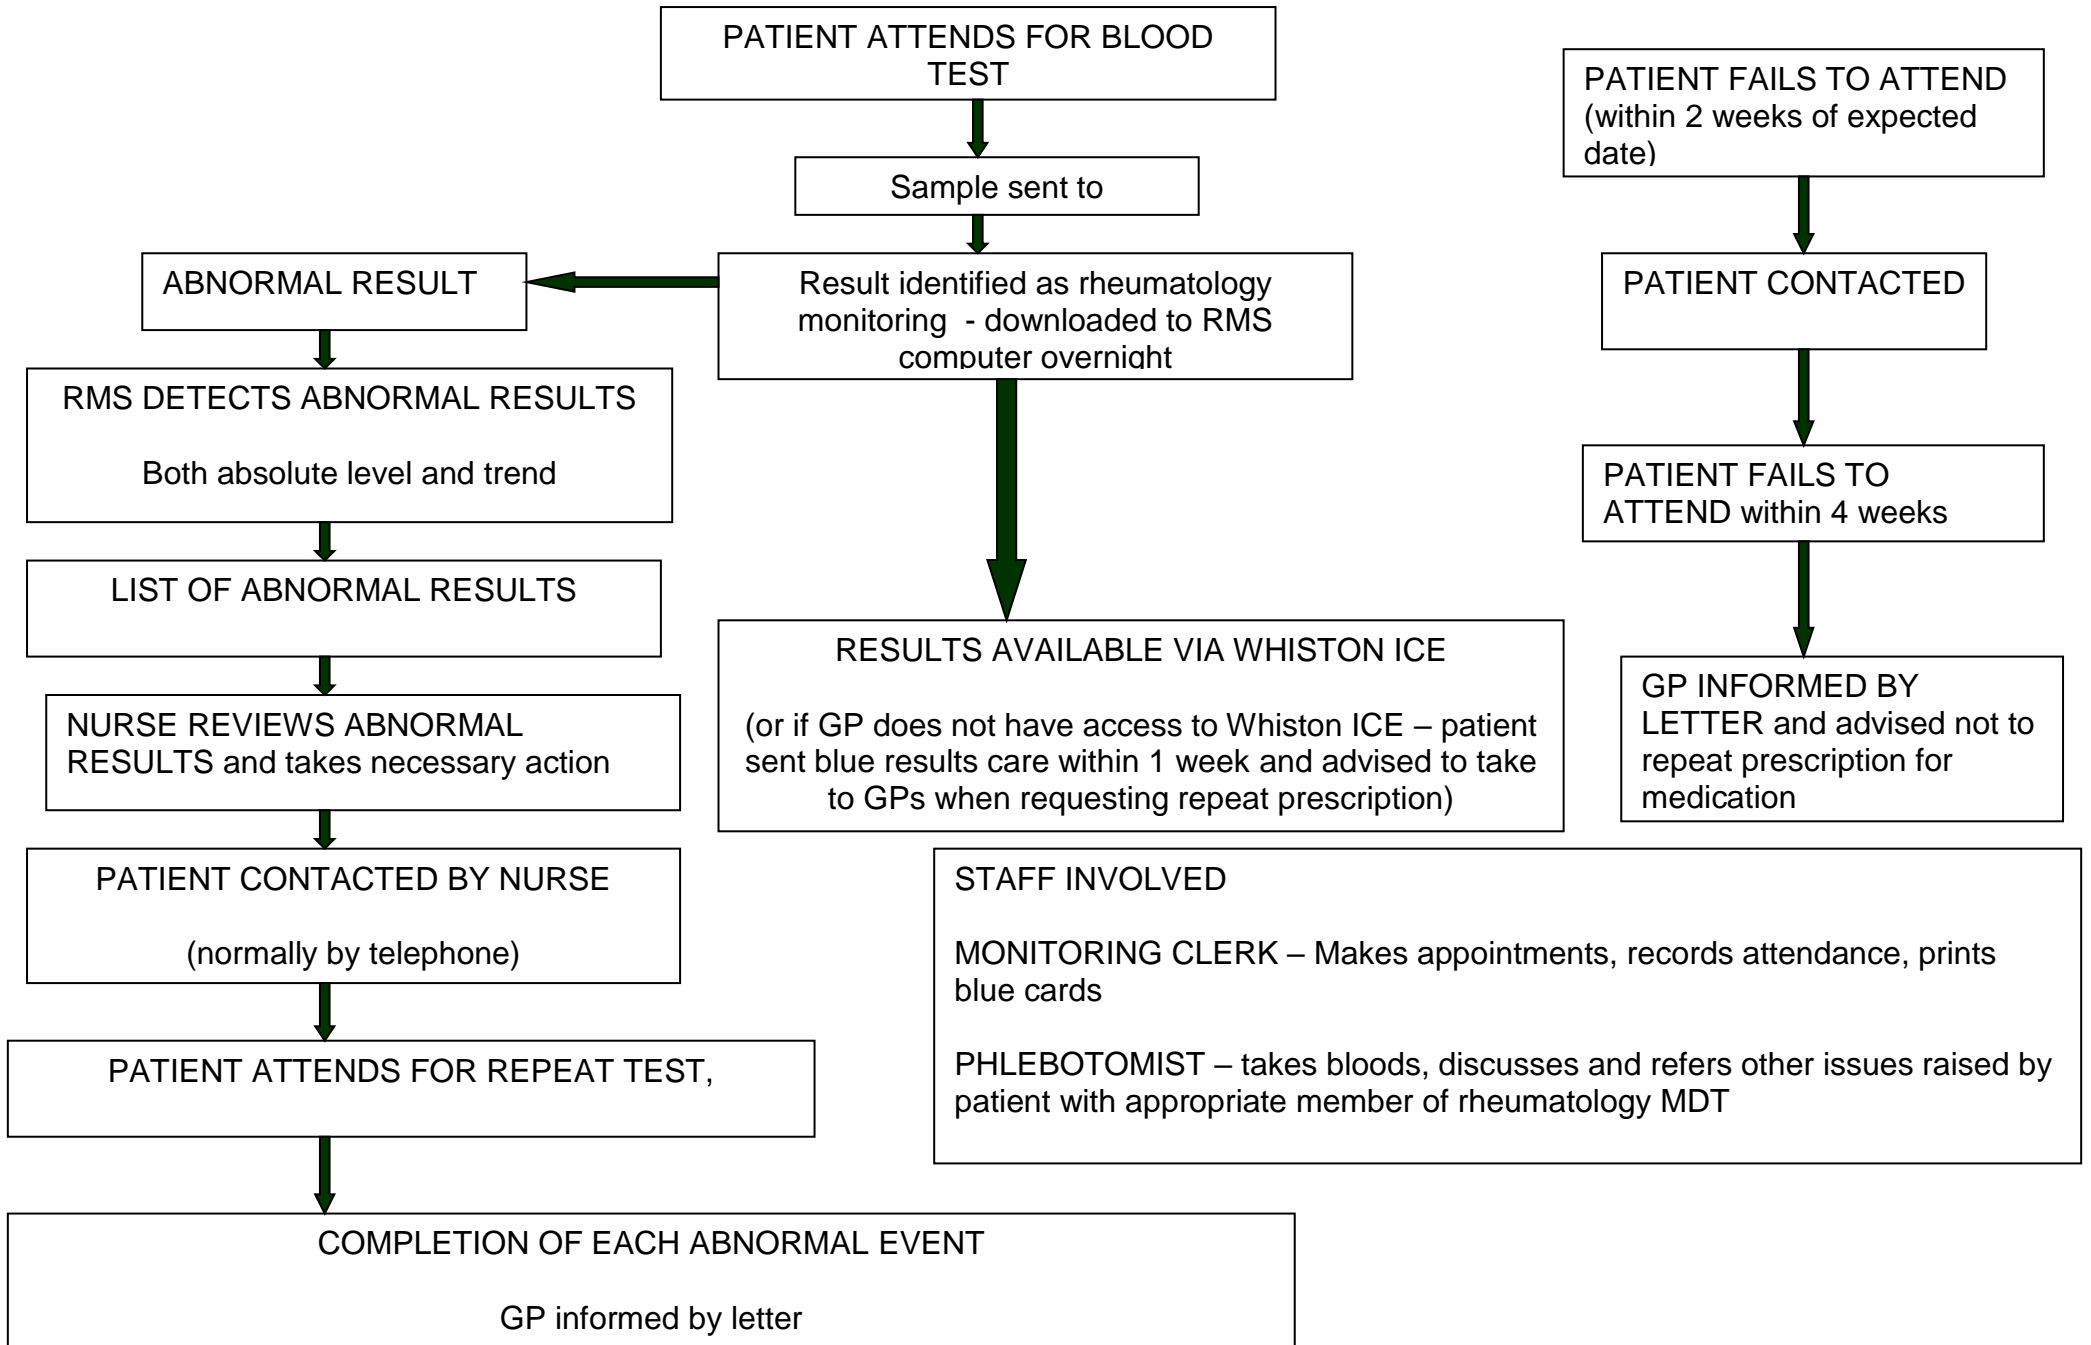 PATIENT ATTENDS FOR BLOOD
TEST
Sample sent to
Result identified as rheumatology
monitoring  - downloaded to RMS
computer overnight
ABNORMAL RESULT
RMS DETECTS ABNORMAL RESULTS
Both absolute level and trend
LIST OF ABNORMAL RESULTS
NURSE REVIEWS ABNORMAL
RESULTS and takes necessary action
PATIENT CONTACTED BY NURSE
(normally by telephone)
PATIENT ATTENDS FOR REPEAT TEST,
COMPLETION OF EACH ABNORMAL EVENT
GP informed by letter
RESULTS AVAILABLE VIA WHISTON ICE
(or if GP does not have access to Whiston ICE – patient
sent blue results care within 1 week and advised to take
to GPs when requesting repeat prescription)
PATIENT FAILS TO ATTEND
(within 2 weeks of expected
date)
PATIENT CONTACTED
PATIENT FAILS TO
ATTEND within 4 weeks
GP INFORMED BY
LETTER and advised not to
repeat prescription for
medication
STAFF INVOLVED
MONITORING CLERK – Makes appointments, records attendance, prints
blue cards
PHLEBOTOMIST – takes bloods, discusses and refers other issues raised by
patient with appropriate member of rheumatology MDT